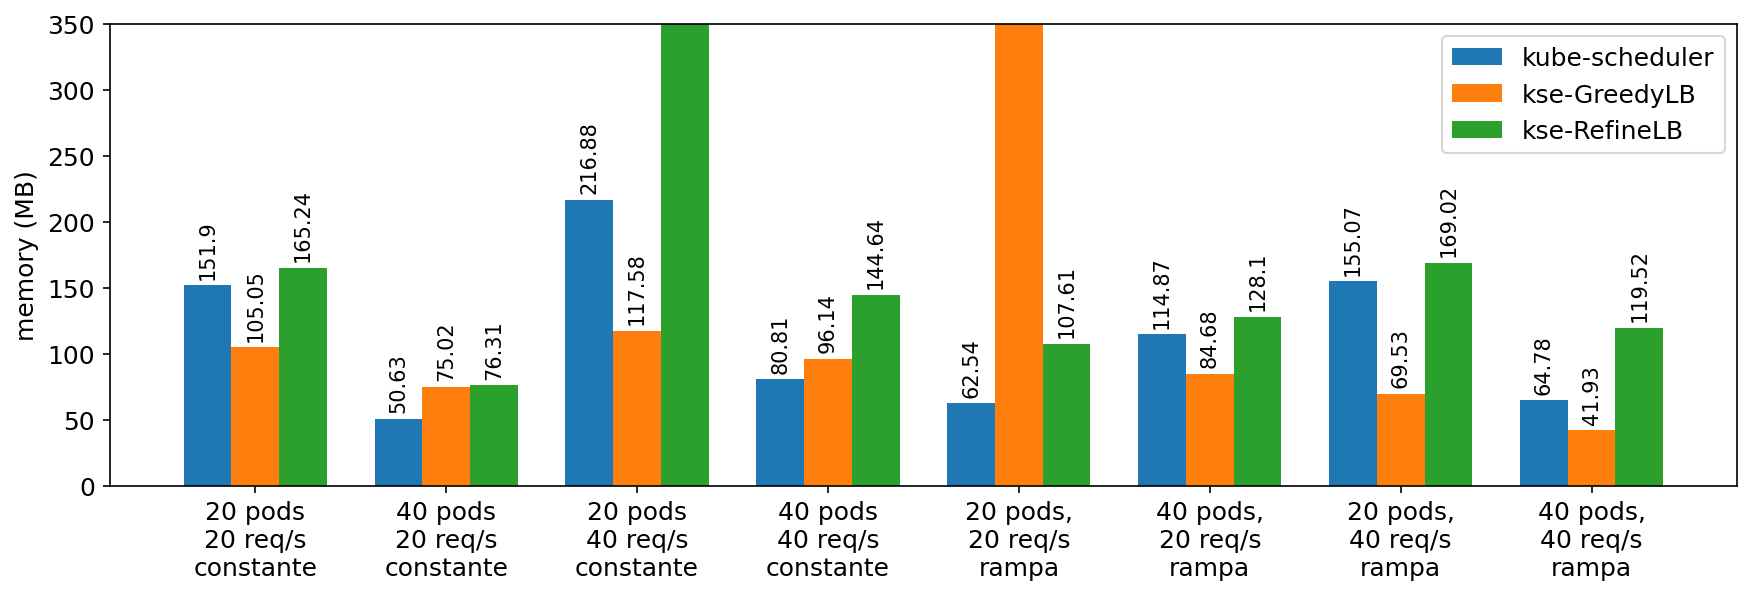 350
300
250
200
150
100
50
0
memory (MB)
kube-scheduler
kse-GreedyLB
kse-RefineLB
151.9
105.05
165.24
50.63
75.02
76.31
216.88
117.58
80.81
96.14
144.64
62.54
107.61
114.87
84.68
128.1
155.07
69.53
169.02
64.78
41.93
119.52
20 pods
20 req/s
constante
40 pods
20 req/s
constante
20 pods
40 req/s
constante
40 pods
40 req/s
constante
20 pods,
20 req/s
rampa
40 pods,
20 req/s
rampa
20 pods,
40 req/s
rampa
40 pods,
40 req/s
rampa